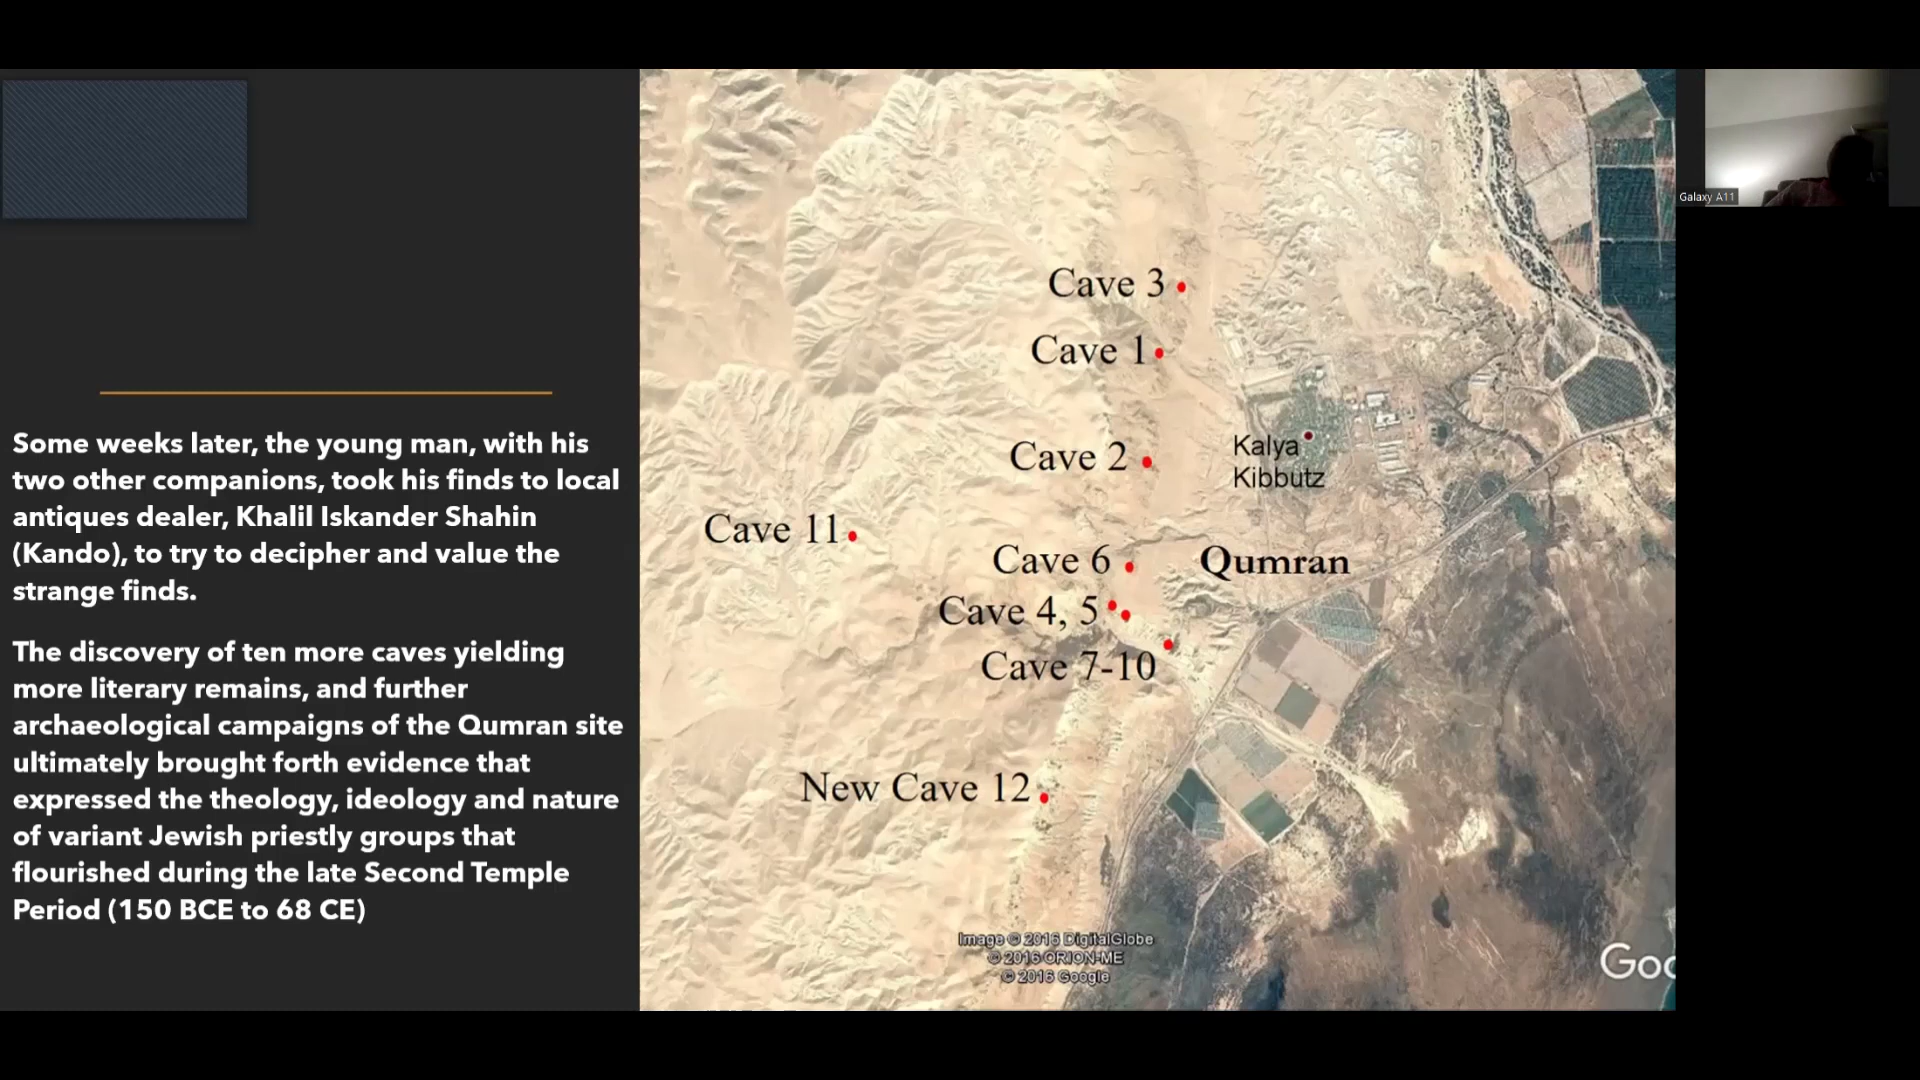 Some weeks later, the young man, with his
two other companions, took his finds to local
antiques dealer, Khalil Iskander Shahin
(Kando), to try to decipher and value the
strange finds.
The discovery of ten more caves yielding
more literary remains, and further
archaeological campaigns of the Qumran site
ultimately brought forth evidence that
expressed the theology, ideology and nature
of variant Jewish priestly groups that
flourished during the late Second Temple
Period (150 BCE to 68 CE)
Cave 3
Cave 1
Kalya
Kibbutz
Cave 2
Cave 11
Cave 6
Qumran
Cave 4, 5
Cave 7-10
New Cave 12
Image © 2016 DigitalGlobe
© 2016 ORION-ME
© 2016 Google
Goo
Galaxy A11